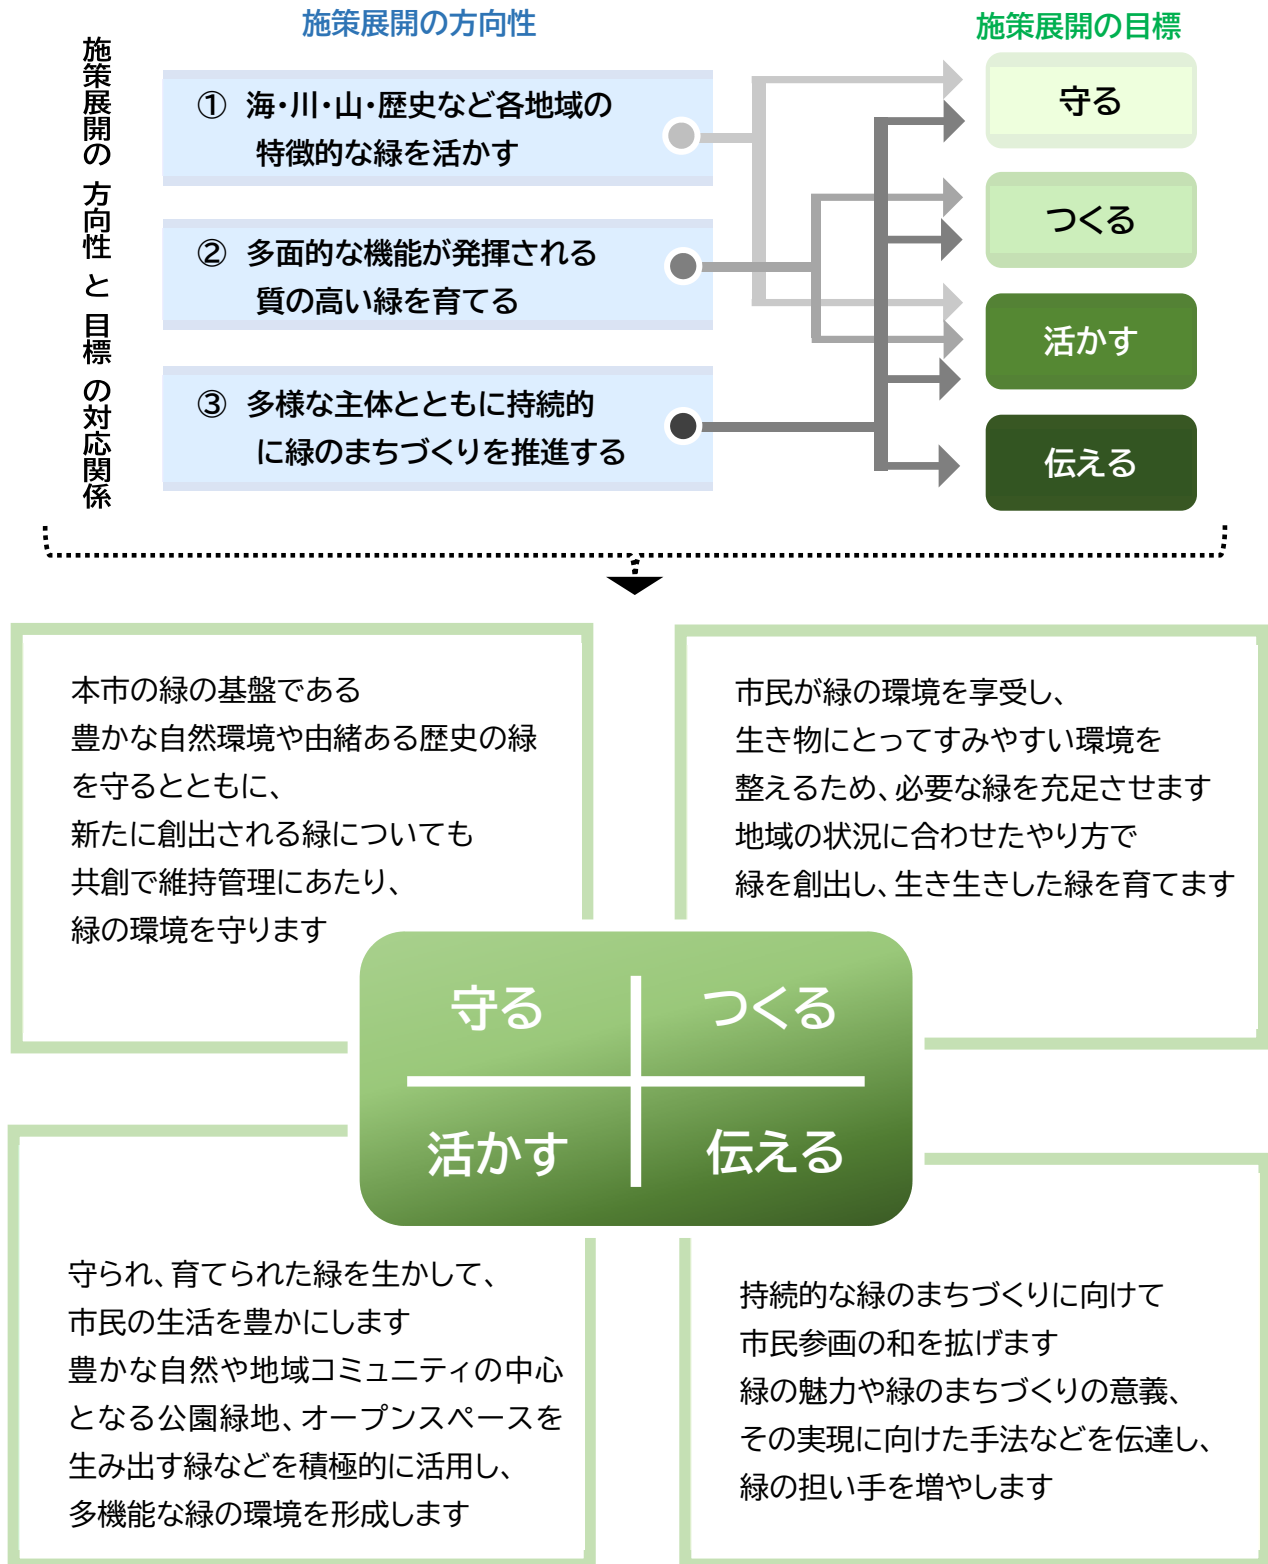 施策展開の方向性
施策展開の目標
施策展開の 方向性 と 目標 の対応関係
① 海・川・山・歴史など各地域の
特徴的な緑を活かす
② 多面的な機能が発揮される
質の高い緑を育てる
③ 多様な主体とともに持続的
に緑のまちづくりを推進する
守る
つくる
活かす
伝える
本市の緑の基盤である
豊かな自然環境や由緒ある歴史の緑
を守るとともに、
新たに創出される緑についても
共創で維持管理にあたり、
緑の環境を守ります
市民が緑の環境を享受し、
生き物にとってすみやすい環境を
整えるため、必要な緑を充足させます
地域の状況に合わせたやり方で
緑を創出し、生き生きした緑を育てます
守る
つくる
活かす
伝える
守られ、育てられた緑を生かして、
市民の生活を豊かにします
豊かな自然や地域コミュニティの中心
となる公園緑地、オープンスペースを
生み出す緑などを積極的に活用し、
多機能な緑の環境を形成します
持続的な緑のまちづくりに向けて
市民参画の和を拡げます
緑の魅力や緑のまちづくりの意義、
その実現に向けた手法などを伝達し、
緑の担い手を増やします